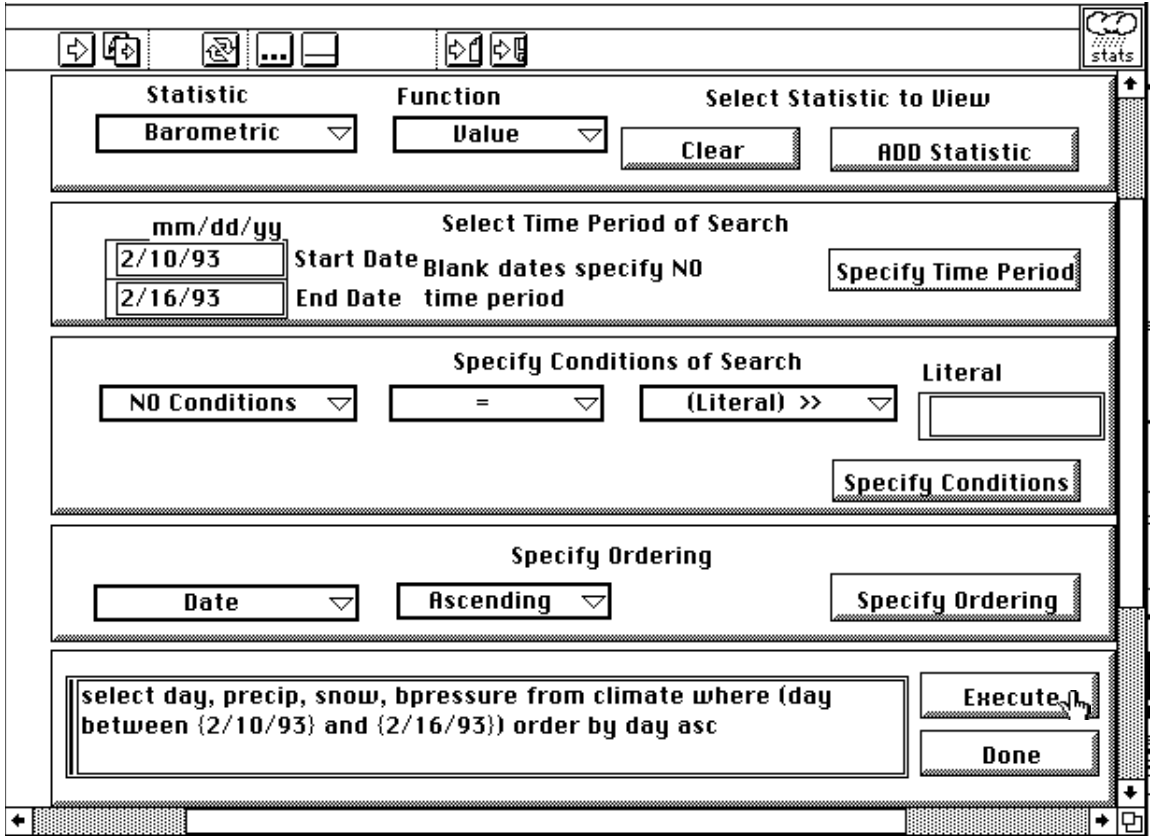 ...
stats
Statistic Function Select Statistic to View
Barometric Value Clear ADD Statistic
mm/dd/yy Select Time Period of Search
2/10/93 Start Date Blank dates specify NO Specify Time Period
2/16/93 End Date time period
Specify Conditions of Search
Literal
NO Conditions = (Literal) >>
Specify Conditions
Specify Ordering
Date Ascending Specify Ordering
select day, precip, snow, bpressure from climate where (day
between {2/10/93} and {2/16/93}) order by day asc
Execute
Done